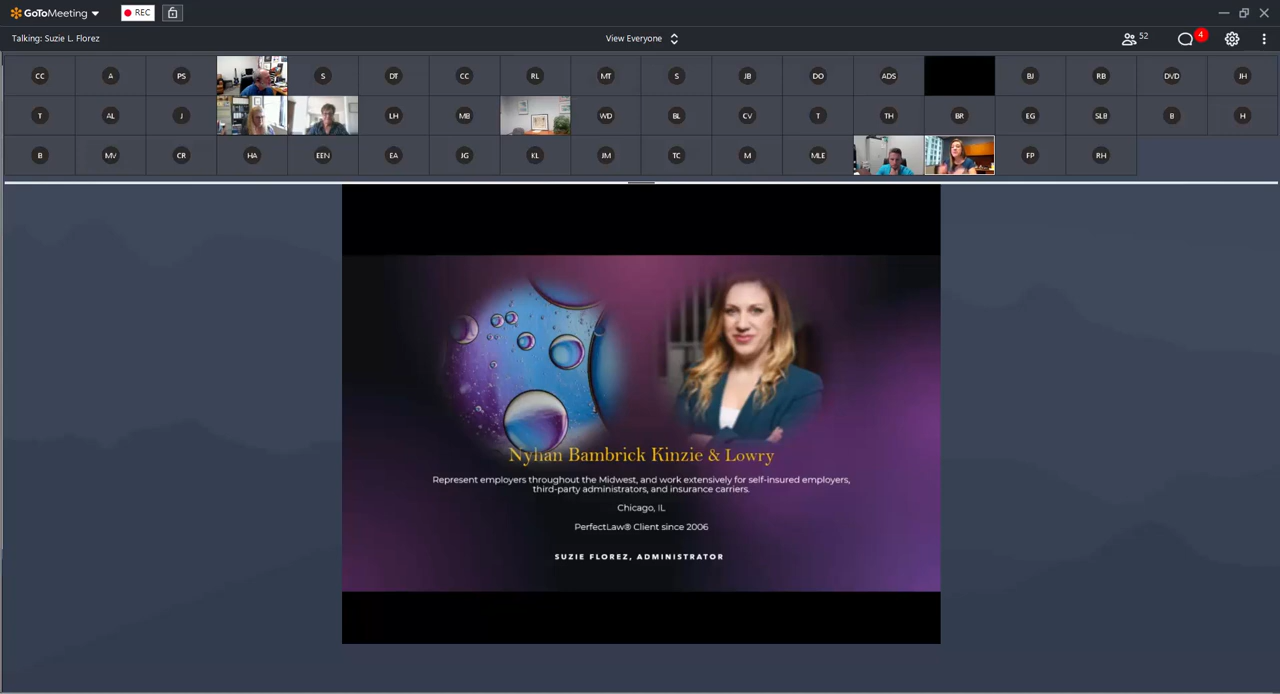 GoToMeeting
REC
Talking: Suzie L. Florez
View Everyone
52
4
CC A PS S DT CC RL MT S JB DO ADS BJ RB DVD JH
T AL J LH MB WD BL CV T TH BR EG SLB B H
B MV CR HA EEN EA JG KL JM TC M MLE FP RH
Nyhan Bambrick Kinzie & Lowry
Represent employers throughout the Midwest, and work extensively for self-insured employers,
third-party administrators, and insurance carriers.
Chicago, IL
PerfectLaw® Client since 2006
SUZIE FLOREZ, ADMINISTRATOR